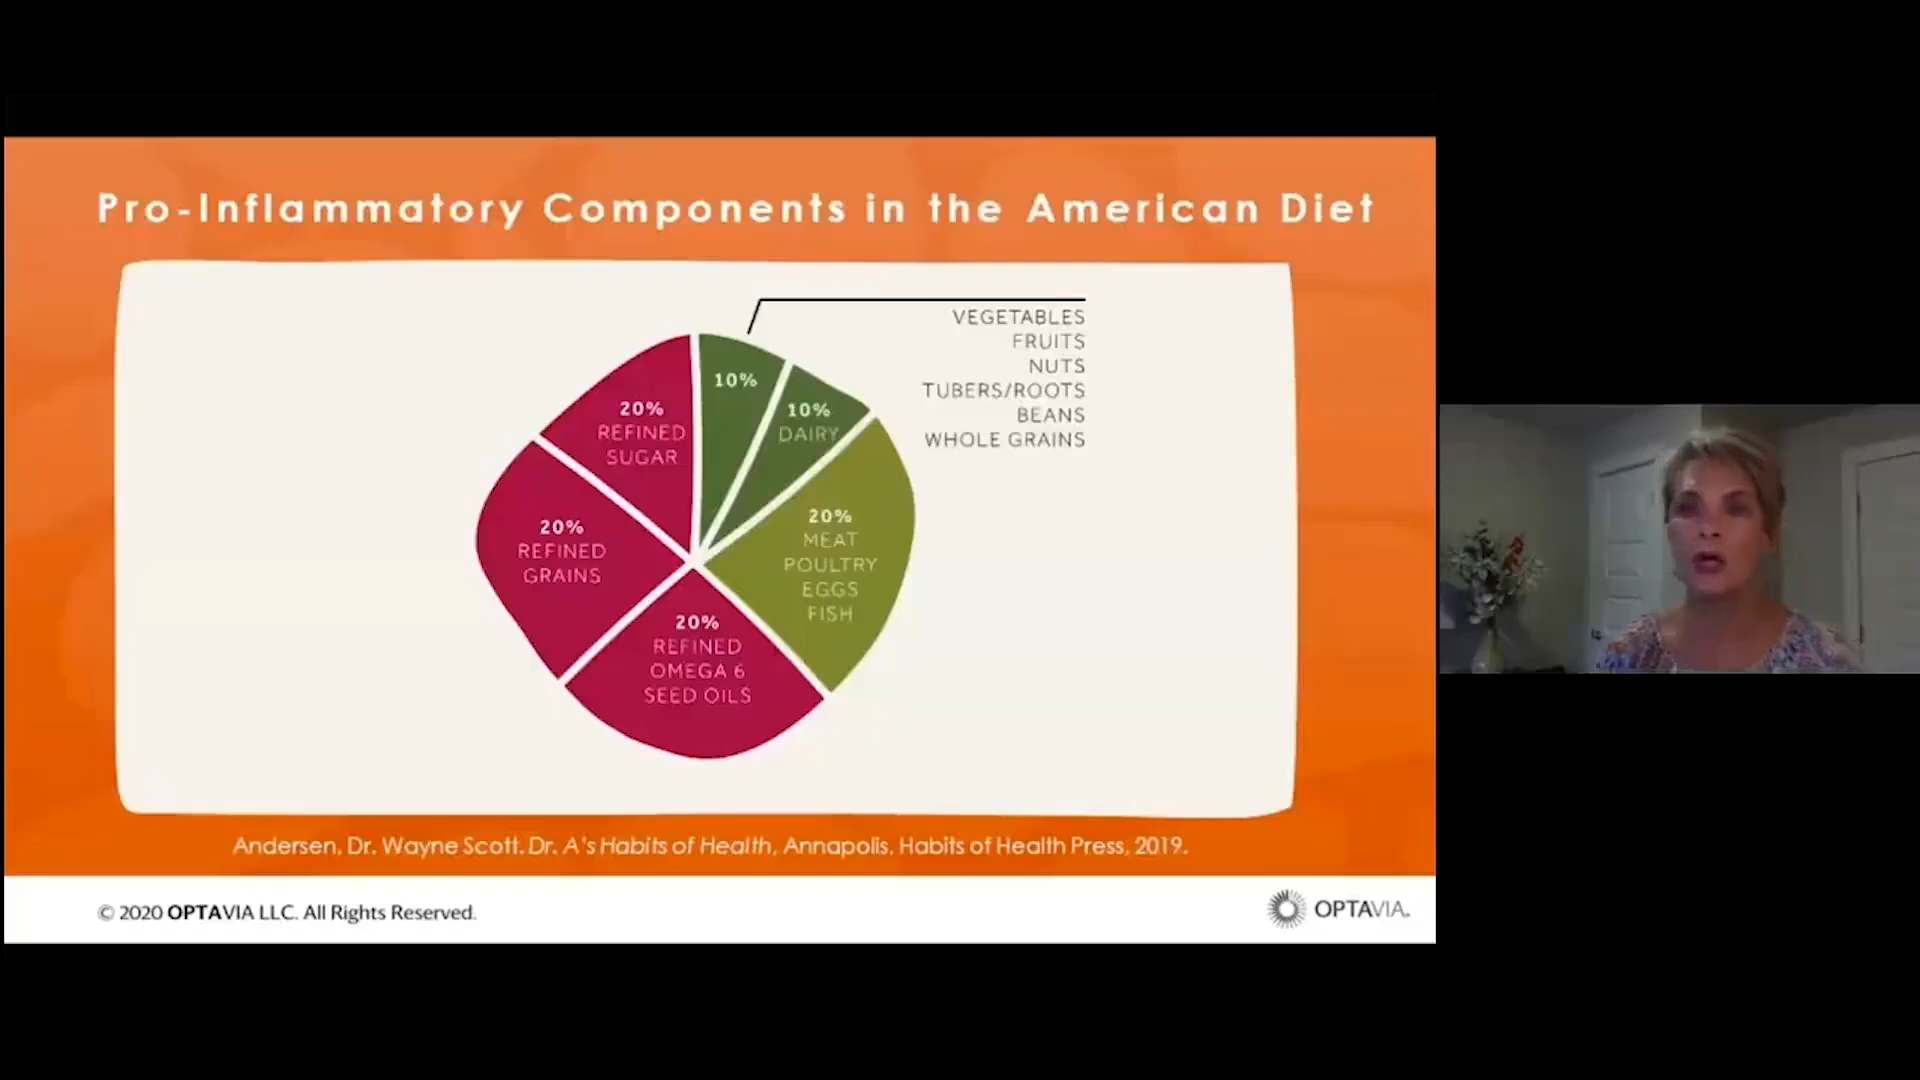 Pro-Inflammatory Components in the American Diet
VEGETABLES
FRUITS
NUTS
TUBERS/ROOTS
BEANS
WHOLE GRAINS
10%
10%
DAIRY
20%
MEAT
POULTRY
EGGS
FISH
20%
REFINED
OMEGA 6
SEED OILS
20%
REFINED
GRAINS
20%
REFINED
SUGAR
Andersen, Dr. Wayne Scott. Dr. A's Habits of Health, Annapolis, Habits of Health Press, 2019.
© 2020 OPTAVIA LLC. All Rights Reserved.
OPTAVIA.